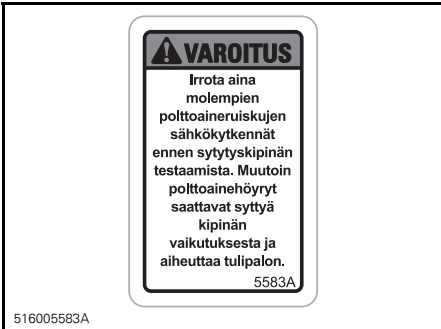 VAROITUS
Irrota aina
molempien
polttoaineruiskujen
sähkökytkennät
ennen sytytyskipinän
testaamista. Muutoin
polttoainehöyryt
saattavat syttyä
kipinän
vaikutuksesta ja
aiheuttaa tulipalon.
5583A
516005583A